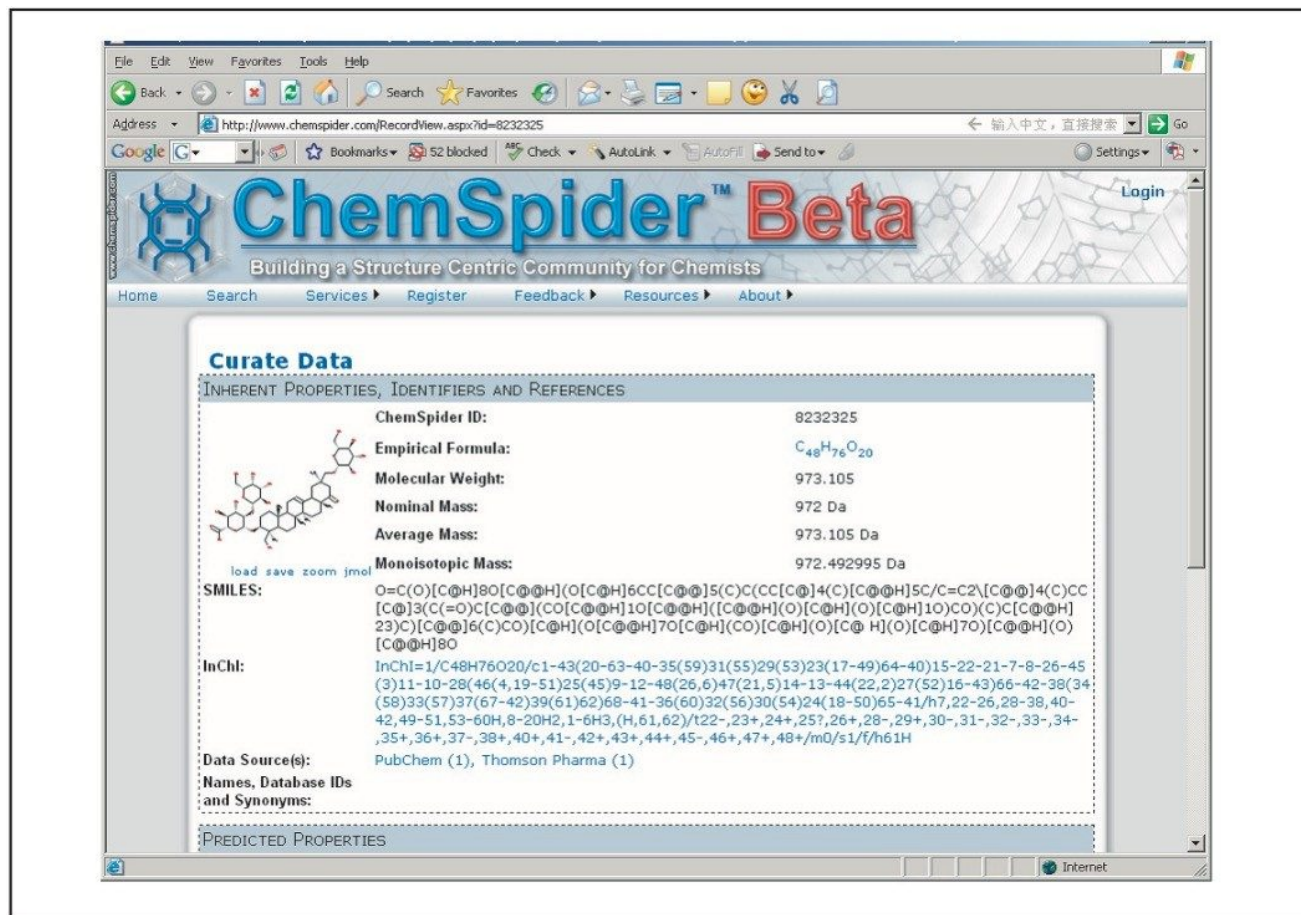 File Edit View Favorites Tools Help
Back Search Favorites
Address http://www.chemspider.com/RecordView.aspx?id=8232325 输入中文，直接搜索 Go
Google G Bookmarks 52 blocked ABC Check AutoLink AutoFill Send to Settings
www.chemspider.com
ChemSpider™ Beta
Login
Building a Structure Centric Community for Chemists
Home Search Services Register Feedback Resources About
Curate Data
INHERENT PROPERTIES, IDENTIFIERS AND REFERENCES
ChemSpider ID: 8232325
Empirical Formula: C48H76O20
Molecular Weight: 973.105
Nominal Mass: 972 Da
Average Mass: 973.105 Da
load save zoom jmol Monoisotopic Mass: 972.492995 Da
SMILES: O=C(O)[C@H]8O[C@@H](O[C@H]6CC[C@@]5(C)C(CC[C@]4(C)[C@@H]5C/C=C2\[C@@]4(C)CC
[C@]3(C(=O)C[C@@](CO[C@@H]1O[C@@H]([C@@H](O)[C@H](O)[C@H]1O)CO)(C)C[C@@H]
23)C)[C@@]6(C)CO)[C@H](O[C@@H]7O[C@H](CO)[C@H](O)[C@ H](O)[C@H]7O)[C@@H](O)
[C@@H]8O
InChI: InChI=1/C48H76O20/c1-43(20-63-40-35(59)31(55)29(53)23(17-49)64-40)15-22-21-7-8-26-45
(3)11-10-28(46(4,19-51)25(45)9-12-48(26,6)47(21,5)14-13-44(22,2)27(52)16-43)66-42-38(34
(58)33(57)37(67-42)39(61)62)68-41-36(60)32(56)30(54)24(18-50)65-41/h7,22-26,28-38,40-
42,49-51,53-60H,8-20H2,1-6H3,(H,61,62)/t22-,23+,24+,25?,26+,28-,29+,30-,31-,32-,33-,34-
,35+,36+,37-,38+,40+,41-,42+,43+,44+,45-,46+,47+,48+/m0/s1/f/h61H
Data Source(s): PubChem (1), Thomson Pharma (1)
Names, Database IDs
and Synonyms:
PREDICTED PROPERTIES
Internet